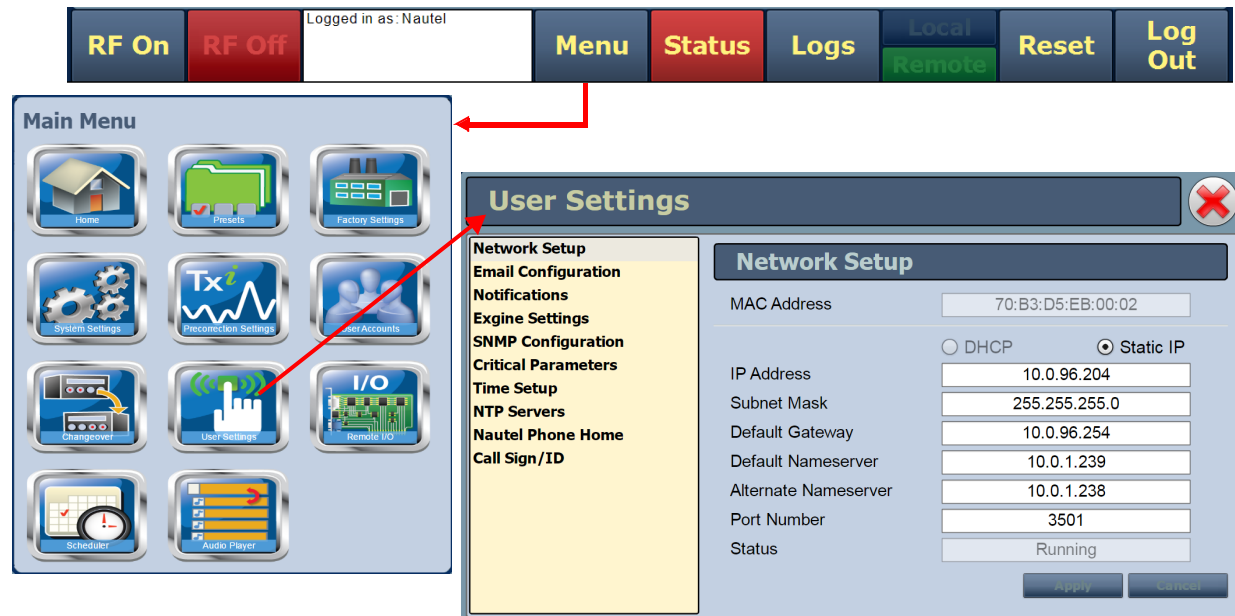 Logged in as: Nautel
RF On
RF Off
Menu
Status
Logs
Local
Remote
Reset
Log
Out
Main Menu
Home
Presets
Factory Settings
Txi
System Settings
Precorrection Settings
User Accounts
I/O
Changeover
User Settings
Remote I/O
Scheduler
Audio Player
User Settings
Network Setup
Email Configuration
Notifications
Exgine Settings
SNMP Configuration
Critical Parameters
Time Setup
NTP Servers
Nautel Phone Home
Call Sign/ID
Network Setup
MAC Address 70:B3:D5:EB:00:02
DHCP Static IP
IP Address 10.0.96.204
Subnet Mask 255.255.255.0
Default Gateway 10.0.96.254
Default Nameserver 10.0.1.239
Alternate Nameserver 10.0.1.238
Port Number 3501
Status Running
Apply Cancel